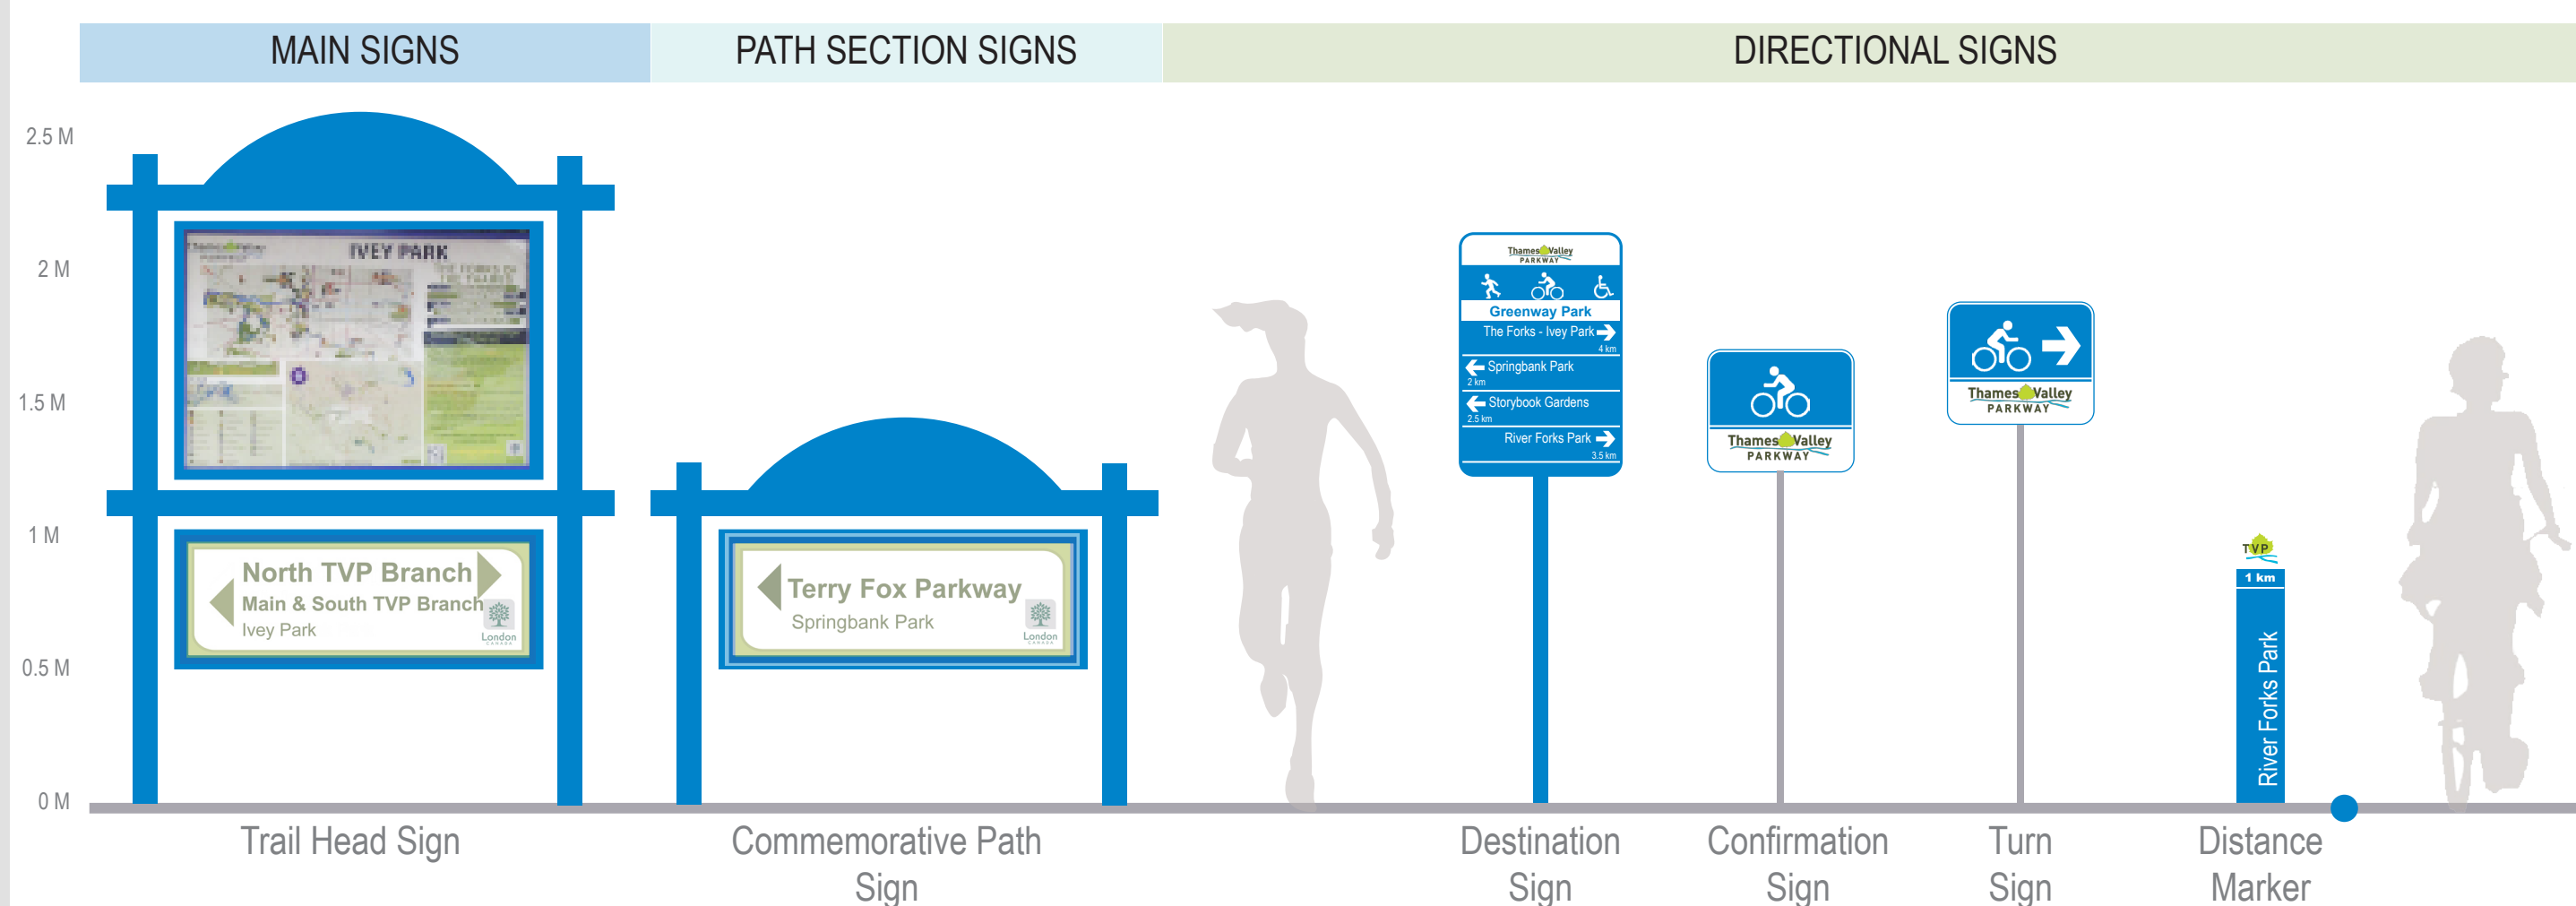 MAIN SIGNS
PATH SECTION SIGNS
DIRECTIONAL SIGNS
2.5 M
2 M
1.5 M
1 M
0.5 M
0 M
IVEY PARK
North TVP Branch
Main & South TVP Branch
Ivey Park
London
CANADA
Terry Fox Parkway
Springbank Park
London
CANADA
Thames Valley
PARKWAY
Greenway Park
The Forks - Ivey Park
4 km
Springbank Park
2 km
Storybook Gardens
2.5 km
River Forks Park
3.5 km
Thames Valley
PARKWAY
Thames Valley
PARKWAY
TVP
1 km
River Forks Park
Trail Head Sign
Commemorative Path
Sign
Destination
Sign
Confirmation
Sign
Turn
Sign
Distance
Marker